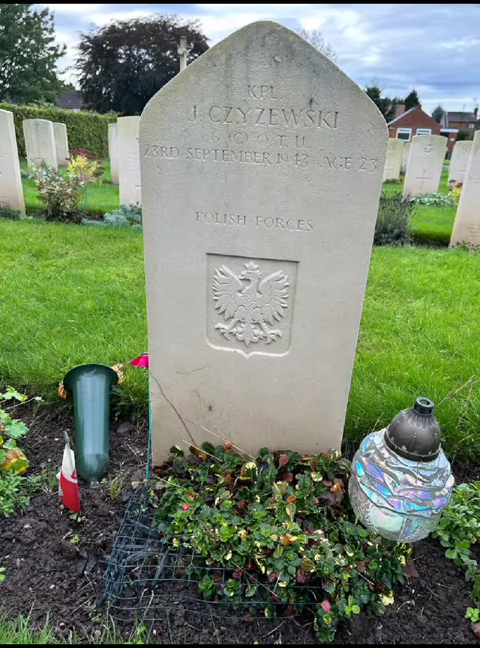 KPL.
J. CZYZEWSKI
6 (O) O.T.U.
23RD SEPTEMBER 1943 AGE 23
POLISH FORCES